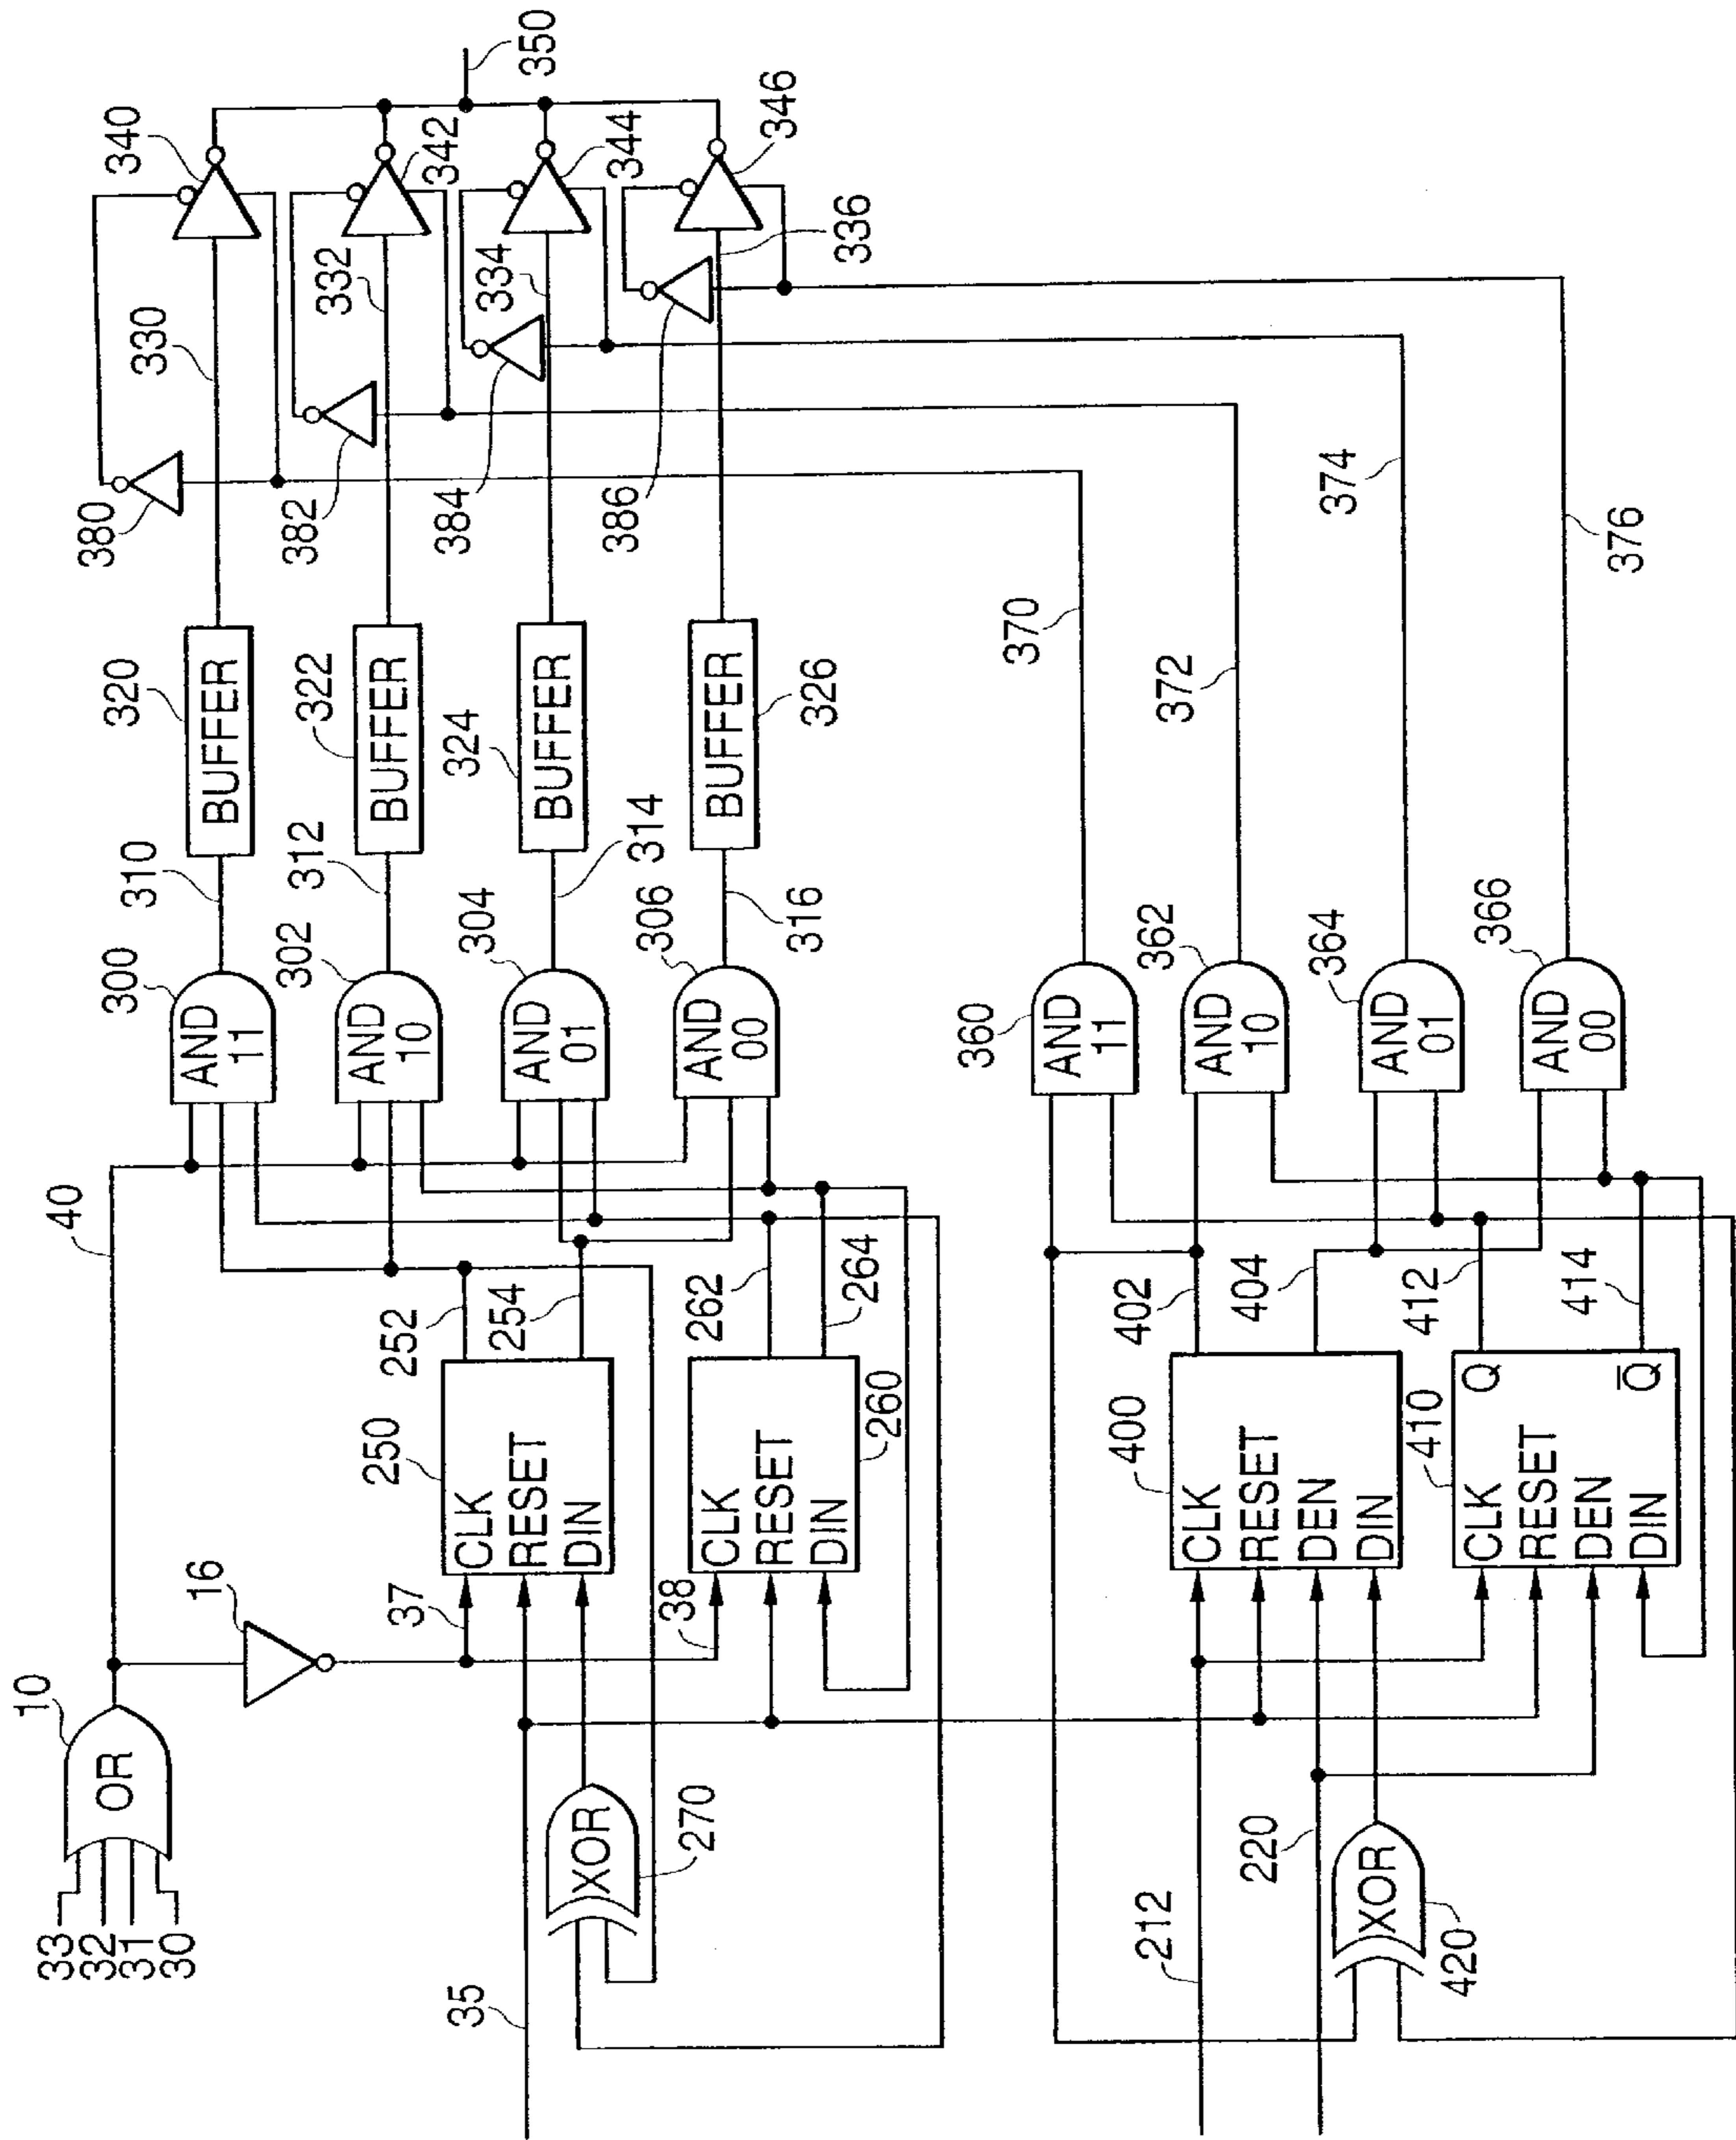 33
32
31
30
OR
10
16
40
35
XOR
270
37
38
CLK
RESET
DIN
250
252
254
CLK
RESET
DIN
260
262
264
AND
11
300
310
BUFFER
320
330
380
340
AND
10
302
312
BUFFER
322
332
382
342
AND
01
304
314
BUFFER
324
334
384
344
AND
00
306
316
BUFFER
326
336
386
346
350
212
220
XOR
420
CLK
RESET
DEN
DIN
400
402
404
CLK
RESET
DEN
DIN
Q
Q̅
410
412
414
AND
11
360
370
AND
10
362
372
AND
01
364
374
AND
00
366
376